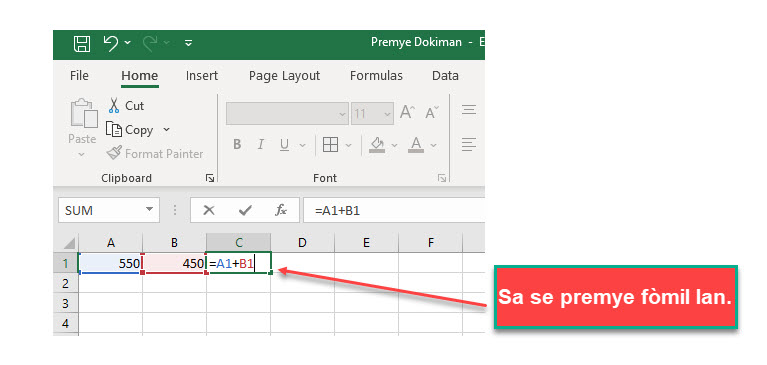 Premye Dokiman - E
File Home Insert Page Layout Formulas Data
Cut
Copy
Paste
Format Painter
11 A A
B I U A
Clipboard Font
SUM fx =A1+B1
A B C D E F
1 550 450 =A1+B1
2
3
4
Sa se premye fòmil lan.